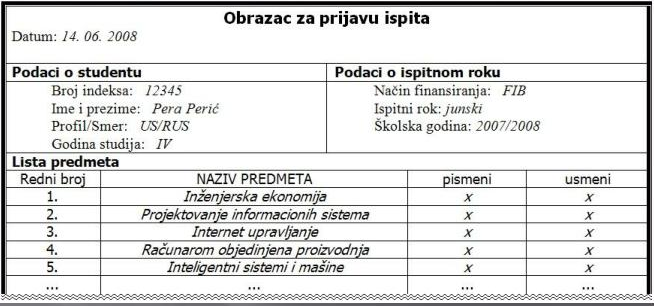 Obrazac za prijavu ispita
Datum: 14. 06. 2008
Podaci o studentu
Broj indeksa: 12345
Ime i prezime: Pera Perić
Profil/Smer: US/RUS
Godina studija: IV
Podaci o ispitnom roku
Način finansiranja: FIB
Ispitni rok: junski
Školska godina: 2007/2008
Lista predmeta
Redni broj NAZIV PREDMETA pismeni usmeni
1. Inženjerska ekonomija x x
2. Projektovanje informacionih sistema x x
3. Internet upravljanje x x
4. Računarom objedinjena proizvodnja x x
5. Inteligentni sistemi i mašine x x
... ... ... ...